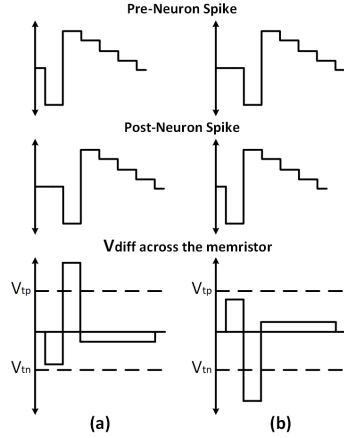 Pre-Neuron Spike
Post-Neuron Spike
Vdiff across the memristor
Vtp
Vtp
Vtn
Vtn
(a)
(b)